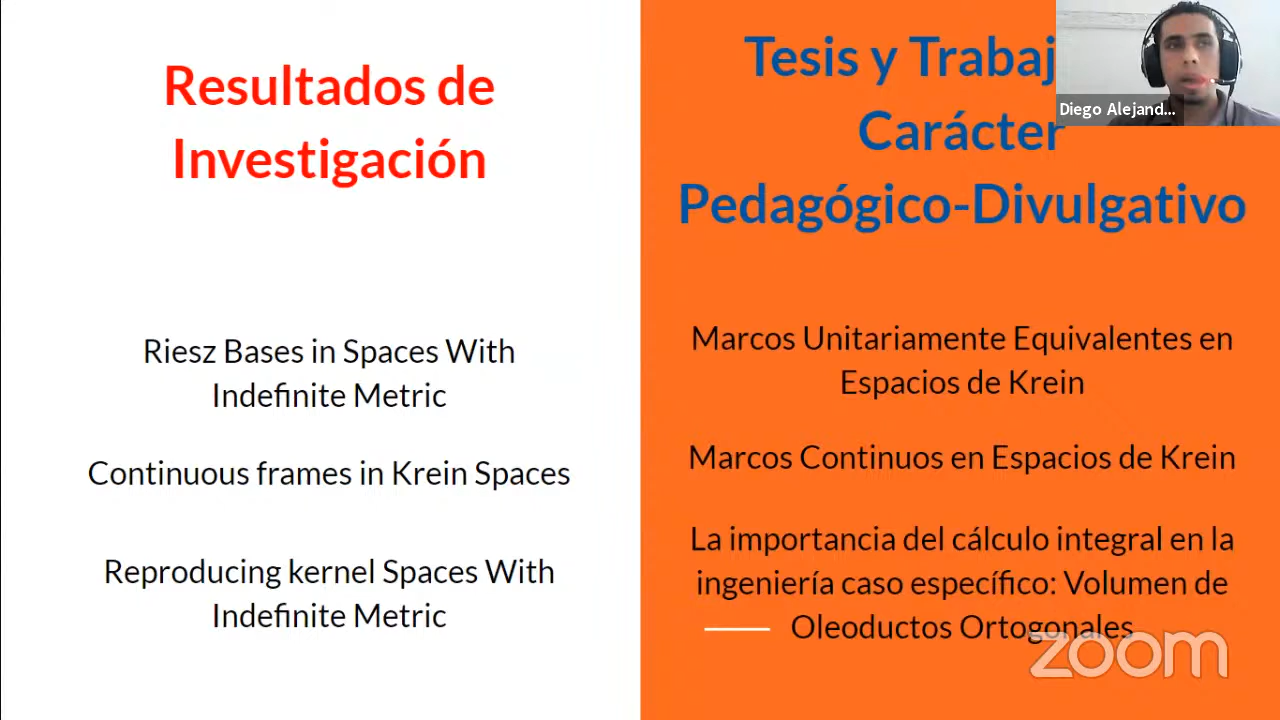 Resultados de
Investigación
Riesz Bases in Spaces With
Indefinite Metric
Continuous frames in Krein Spaces
Reproducing kernel Spaces With
Indefinite Metric
Tesis y Trabaj
Carácter
Pedagógico-Divulgativo
Marcos Unitariamente Equivalentes en
Espacios de Krein
Marcos Continuos en Espacios de Krein
La importancia del cálculo integral en la
ingeniería caso específico: Volumen de
Oleoductos Ortogonales
Diego Alejand...
zoom